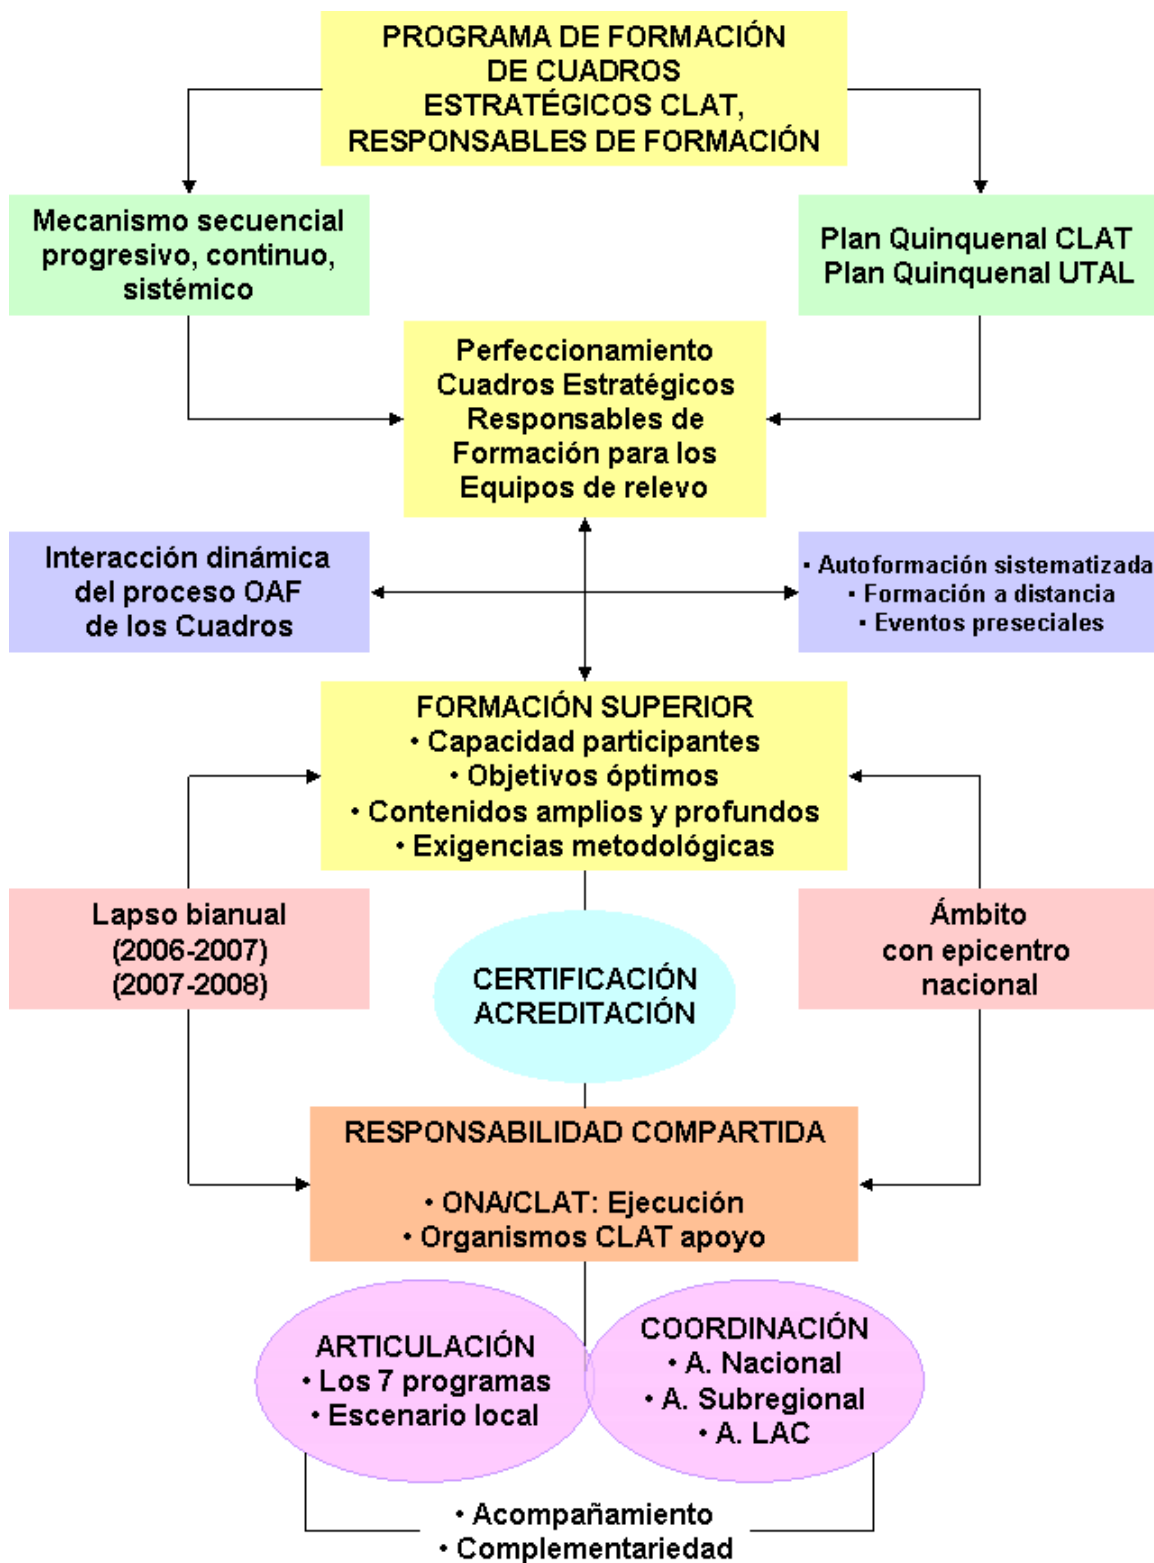 PROGRAMA DE FORMACIÓN
DE CUADROS
ESTRATÉGICOS CLAT,
RESPONSABLES DE FORMACIÓN
Mecanismo secuencial
progresivo, continuo,
sistémico
Plan Quinquenal CLAT
Plan Quinquenal UTAL
Perfeccionamiento
Cuadros Estratégicos
Responsables de
Formación para los
Equipos de relevo
Interacción dinámica
del proceso OAF
de los Cuadros
• Autoformación sistematizada
• Formación a distancia
• Eventos preseciales
FORMACIÓN SUPERIOR
• Capacidad participantes
• Objetivos óptimos
• Contenidos amplios y profundos
• Exigencias metodológicas
Lapso bianual
(2006-2007)
(2007-2008)
Ámbito
con epicentro
nacional
CERTIFICACIÓN
ACREDITACIÓN
RESPONSABILIDAD COMPARTIDA
• ONA/CLAT: Ejecución
• Organismos CLAT apoyo
ARTICULACIÓN
• Los 7 programas
• Escenario local
COORDINACIÓN
• A. Nacional
• A. Subregional
• A. LAC
• Acompañamiento
• Complementariedad